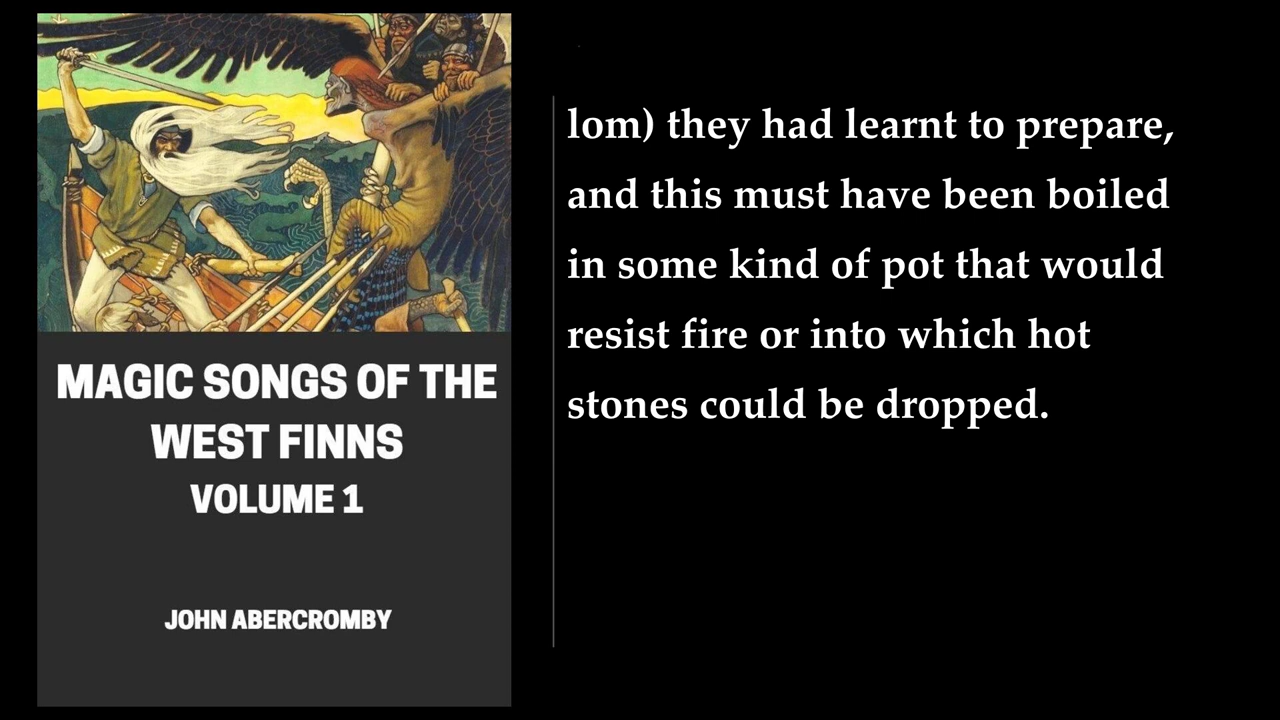 MAGIC SONGS OF THE
WEST FINNS
VOLUME 1
JOHN ABERCROMBY
lom) they had learnt to prepare,
and this must have been boiled
in some kind of pot that would
resist fire or into which hot
stones could be dropped.